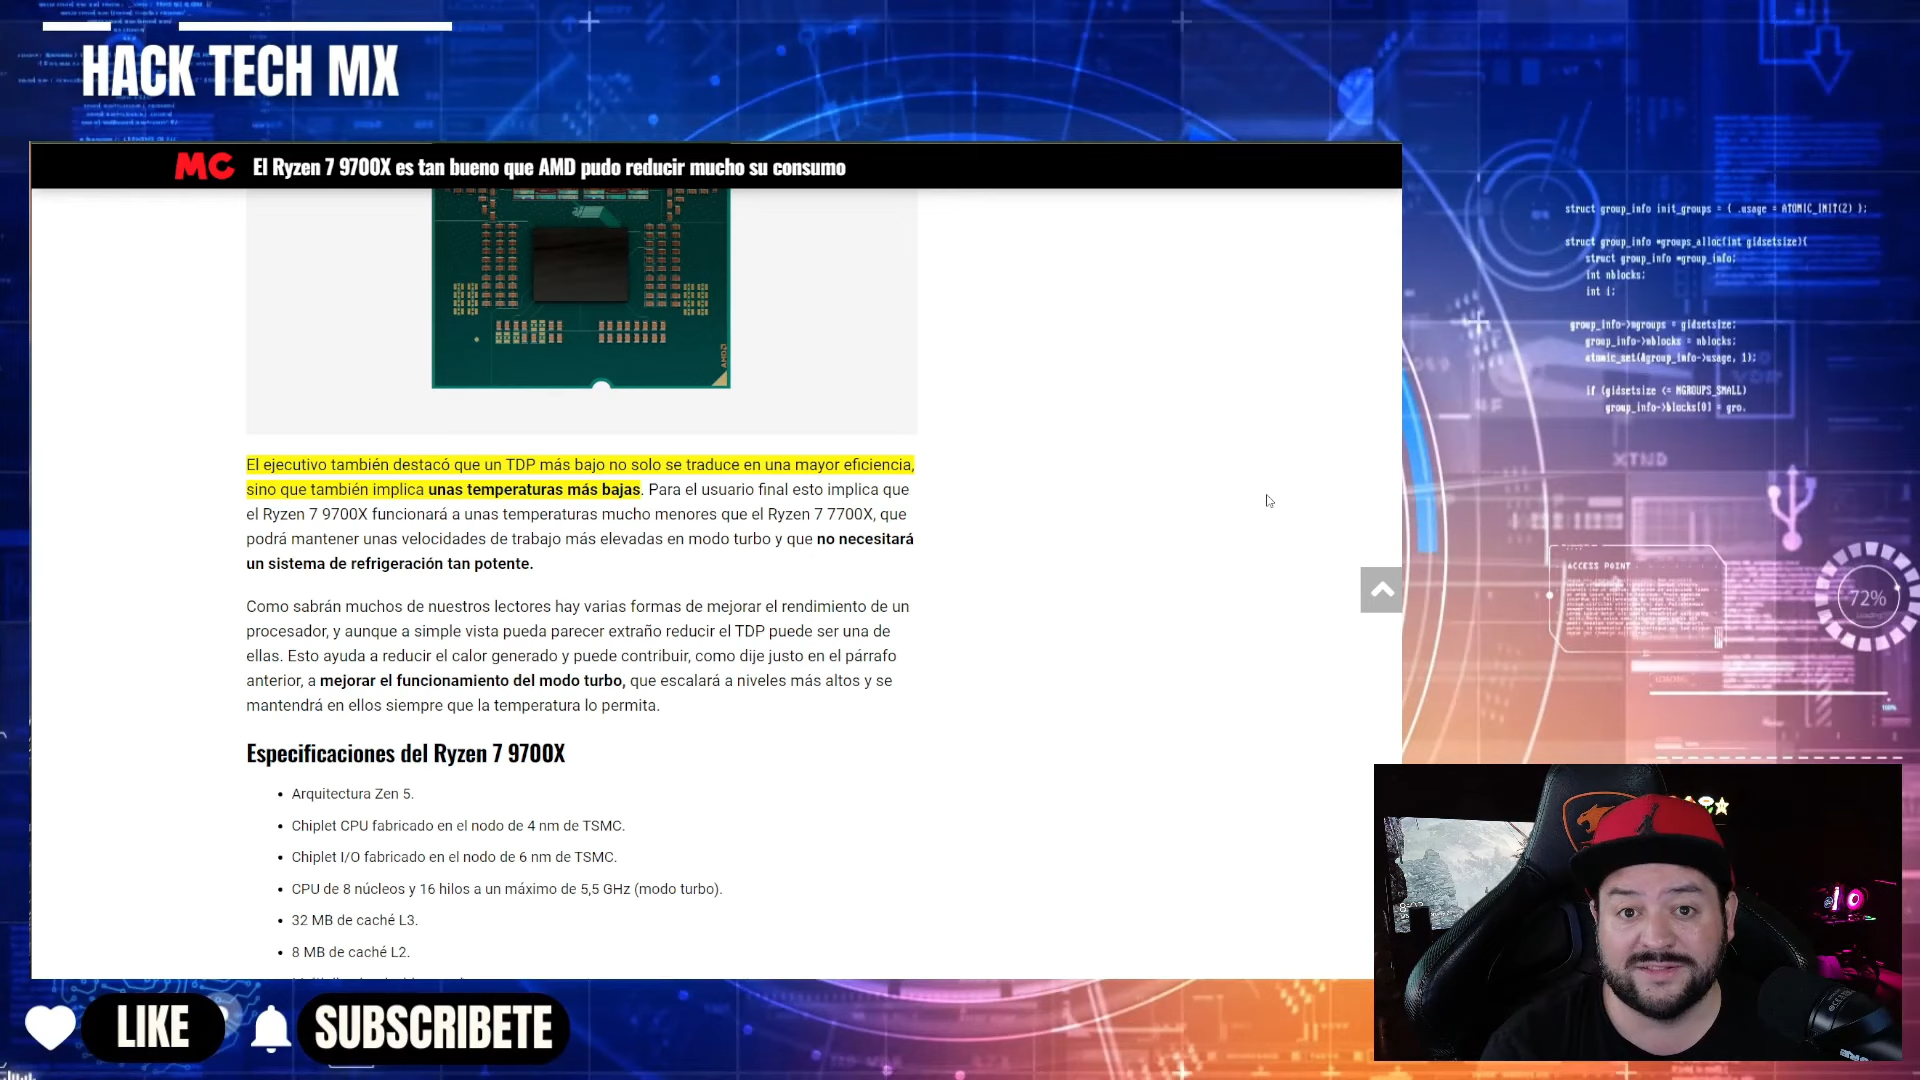 HACK TECH MX
MC El Ryzen 7 9700X es tan bueno que AMD pudo reducir mucho su consumo
AMD
El ejecutivo también destacó que un TDP más bajo no solo se traduce en una mayor eficiencia,
sino que también implica unas temperaturas más bajas. Para el usuario final esto implica que
el Ryzen 7 9700X funcionará a unas temperaturas mucho menores que el Ryzen 7 7700X, que
podrá mantener unas velocidades de trabajo más elevadas en modo turbo y que no necesitará
un sistema de refrigeración tan potente.
Como sabrán muchos de nuestros lectores hay varias formas de mejorar el rendimiento de un
procesador, y aunque a simple vista pueda parecer extraño reducir el TDP puede ser una de
ellas. Esto ayuda a reducir el calor generado y puede contribuir, como dije justo en el párrafo
anterior, a mejorar el funcionamiento del modo turbo, que escalará a niveles más altos y se
mantendrá en ellos siempre que la temperatura lo permita.
Especificaciones del Ryzen 7 9700X
• Arquitectura Zen 5.
• Chiplet CPU fabricado en el nodo de 4 nm de TSMC.
• Chiplet I/O fabricado en el nodo de 6 nm de TSMC.
• CPU de 8 núcleos y 16 hilos a un máximo de 5,5 GHz (modo turbo).
• 32 MB de caché L3.
• 8 MB de caché L2.
struct group_info init_groups = { .usage = ATOMIC_INIT(2) };
struct group_info *groups_alloc(int gidsetsize){
struct group_info *group_info;
int nblocks;
int i;
group_info->ngroups = gidsetsize;
group_info->nblocks = nblocks;
atomic_set(&group_info->usage, 1);
if (gidsetsize <= NGROUPS_SMALL)
group_info->blocks[0] = gro.
ACCESS POINT
72%
100%
LIKE
SUBSCRIBETE